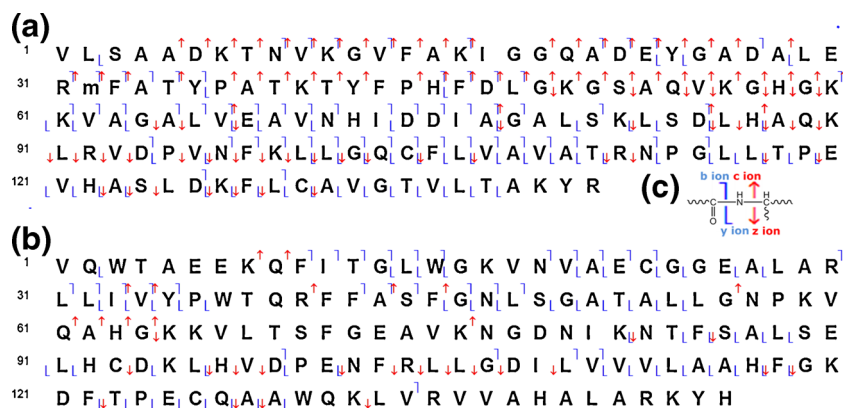 (a)
1 V L S A A D K T N V K G V F A K I G G Q A D E Y G A D A L E
31 R m F A T Y P A T K T Y F P H F D L G K G S A Q V K G H G K
61 K V A G A L V E A V N H I D D I A G A L S K L S D L H A Q K
91 L R V D P V N F K L L G Q C F L V A V A T R N P G L L T P E
121 V H A S L D K F L C A V G T V L T A K Y R
(c)
b ion c ion
H H
C N C
O
y ion z ion
(b)
1 V Q W T A E E K Q F I T G L W G K V N V A E C G G E A L A R
31 L L I V Y P W T Q R F F A S F G N L S G A T A L L G N P K V
61 Q A H G K K V L T S F G E A V K N G D N I K N T F S A L S E
91 L H C D K L H V D P E N F R L L G D I L V V V L A A H F G K
121 D F T P E C Q A A W Q K L V R V V A H A L A R K Y H